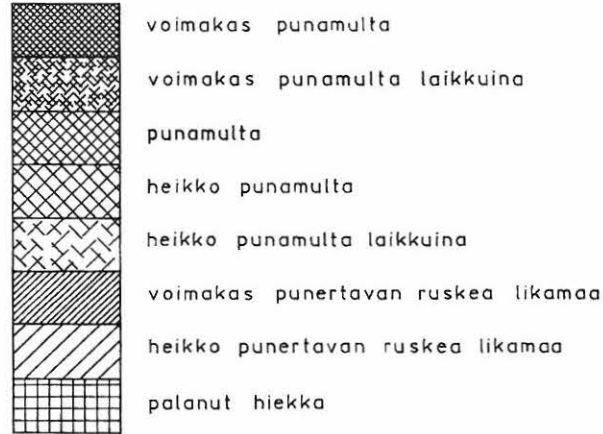 voimakas punamulta
voimakas punamulta laikkuina
punamulta
heikko punamulta
heikko punamulta laikkuina
voimakas punertavan ruskea likamaa
heikko punertavan ruskea likamaa
palanut hiekka